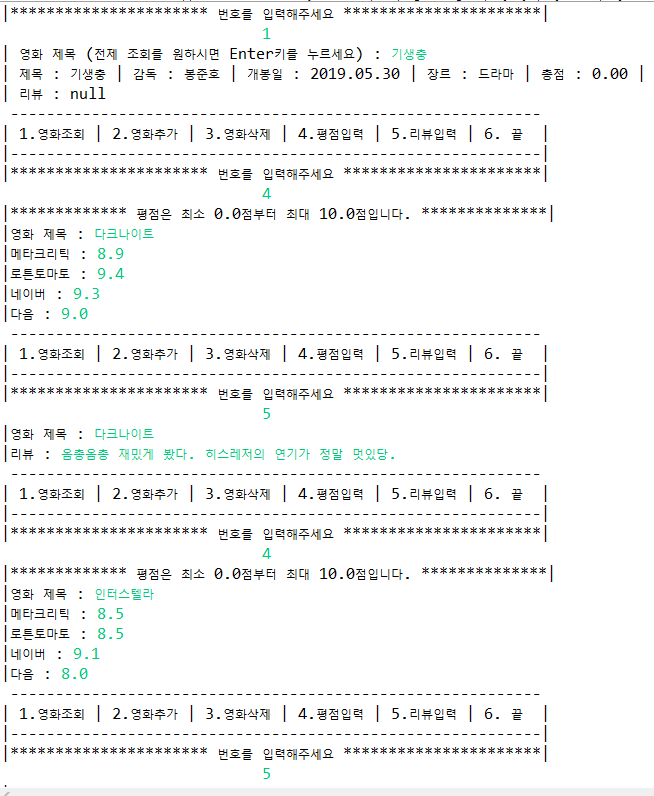 |********************** 번호를 입력해주세요 **********************|
1
| 영화 제목 (전제 조회를 원하시면 Enter키를 누르세요) : 기생충
| 제목 : 기생충 | 감독 : 봉준호 | 개봉일 : 2019.05.30 | 장르 : 드라마 | 총점 : 0.00 |
| 리뷰 : null
-----------------------------------------------------------
| 1.영화조회 | 2.영화추가 | 3.영화삭제 | 4.평점입력 | 5.리뷰입력 | 6. 끝  |
|-----------------------------------------------------------|
|********************** 번호를 입력해주세요 **********************|
4
|************* 평점은 최소 0.0점부터 최대 10.0점입니다. **************|
|영화 제목 : 다크나이트
|메타크리틱 : 8.9
|로튼토마토 : 9.4
|네이버 : 9.3
|다음 : 9.0
-----------------------------------------------------------
| 1.영화조회 | 2.영화추가 | 3.영화삭제 | 4.평점입력 | 5.리뷰입력 | 6. 끝  |
|-----------------------------------------------------------|
|********************** 번호를 입력해주세요 **********************|
5
|영화 제목 : 다크나이트
|리뷰 : 음층음층 재밌게 봤다. 히스레저의 연기가 정말 멋있당.
-----------------------------------------------------------
| 1.영화조회 | 2.영화추가 | 3.영화삭제 | 4.평점입력 | 5.리뷰입력 | 6. 끝  |
|-----------------------------------------------------------|
|********************** 번호를 입력해주세요 **********************|
4
|************* 평점은 최소 0.0점부터 최대 10.0점입니다. **************|
|영화 제목 : 인터스텔라
|메타크리틱 : 8.5
|로튼토마토 : 8.5
|네이버 : 9.1
|다음 : 8.0
-----------------------------------------------------------
| 1.영화조회 | 2.영화추가 | 3.영화삭제 | 4.평점입력 | 5.리뷰입력 | 6. 끝  |
|-----------------------------------------------------------|
|********************** 번호를 입력해주세요 **********************|
5